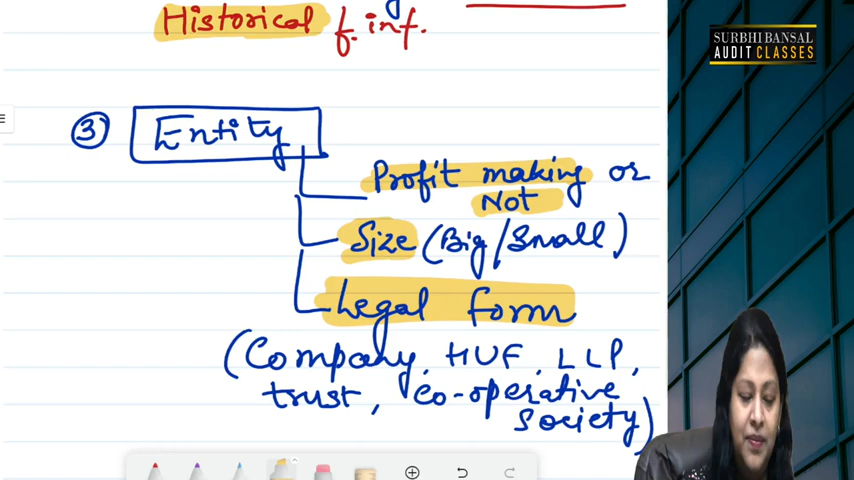 Historical f.inf.
SURBHI BANSAL
AUDIT CLASSES
③ Entity
Profit making or
Not
Size (Big/Small)
Legal form
(Company, HUF, LLP,
trust, Co-operative
Society)